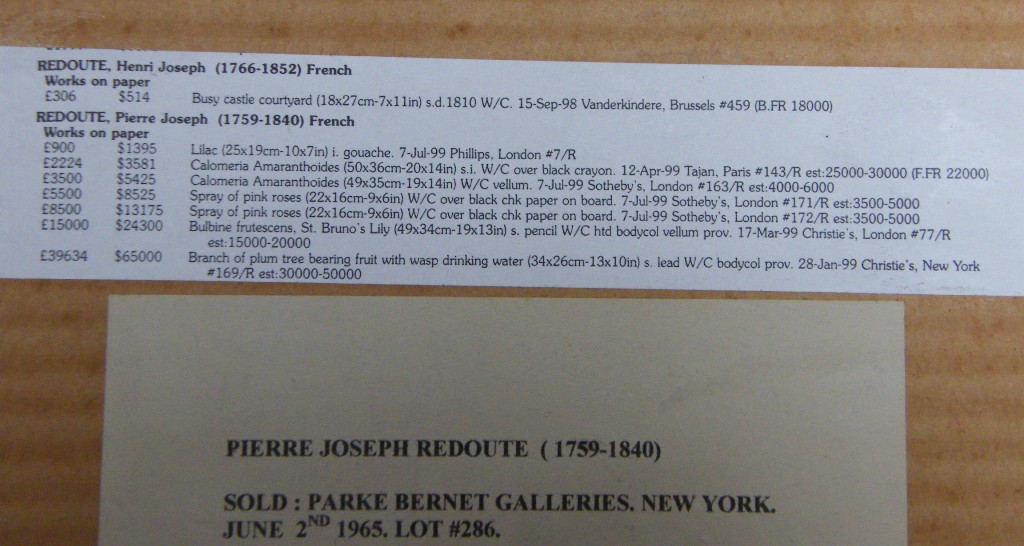 REDOUTE, Henri Joseph (1766-1852) French
Works on paper
£306 $514 Busy castle courtyard (18x27cm-7x11in) s.d.1810 W/C. 15-Sep-98 Vanderkindere, Brussels #459 (B.FR 18000)
REDOUTE, Pierre Joseph (1759-1840) French
Works on paper
£900 $1395 Lilac (25x19cm-10x7in) i. gouache. 7-Jul-99 Phillips, London #7/R
£2224 $3581 Calomeria Amaranthoides (50x36cm-20x14in) s.i. W/C over black crayon. 12-Apr-99 Tajan, Paris #143/R est:25000-30000 (F.FR 22000)
£3500 $5425 Calomeria Amaranthoides (49x35cm-19x14in) W/C vellum. 7-Jul-99 Sotheby's, London #163/R est:4000-6000
£5500 $8525 Spray of pink roses (22x16cm-9x6in) W/C over black chk paper on board. 7-Jul-99 Sotheby's, London #171/R est:3500-5000
£8500 $13175 Spray of pink roses (22x16cm-9x6in) W/C over black chk paper on board. 7-Jul-99 Sotheby's, London #172/R est:3500-5000
£15000 $24300 Bulbine frutescens, St. Bruno's Lily (49x34cm-19x13in) s. pencil W/C htd bodycol vellum prov. 17-Mar-99 Christie's, London #77/R
est:15000-20000
£39634 $65000 Branch of plum tree bearing fruit with wasp drinking water (34x26cm-13x10in) s. lead W/C bodycol prov. 28-Jan-99 Christie's, New York
#169/R est:30000-50000
PIERRE JOSEPH REDOUTE (1759-1840)
SOLD : PARKE BERNET GALLERIES. NEW YORK.
JUNE 2ND 1965. LOT #286.